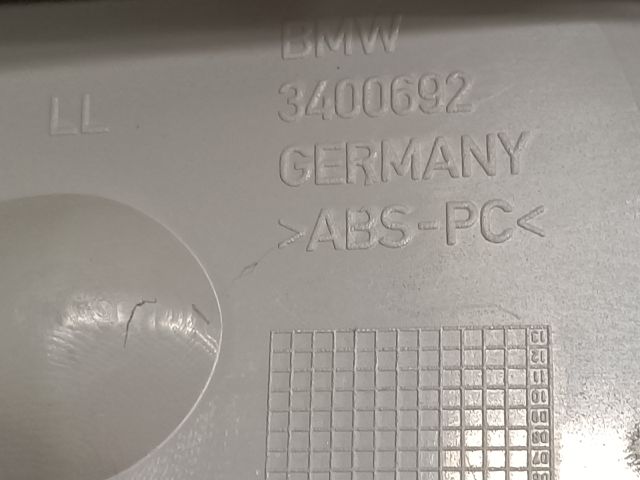 BMW
3400692
LL
GERMANY
>ABS-PC<